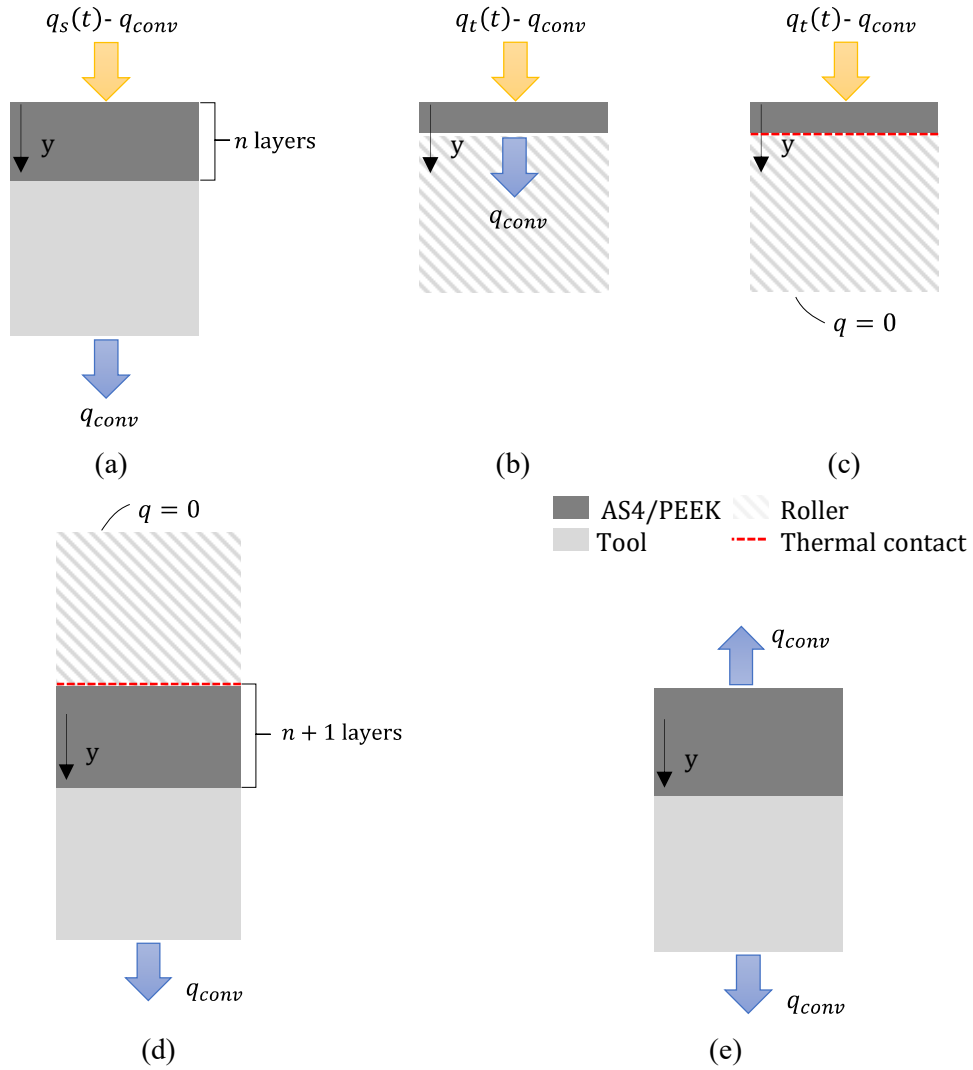 q_s(t)- q_conv
q_t(t)- q_conv
q_t(t)- q_conv
y
n layers
y
q_conv
y
q = 0
q_conv
(a)
(b)
(c)
q = 0
AS4/PEEK
Roller
Tool
Thermal contact
n + 1 layers
y
q_conv
q_conv
y
q_conv
(d)
(e)